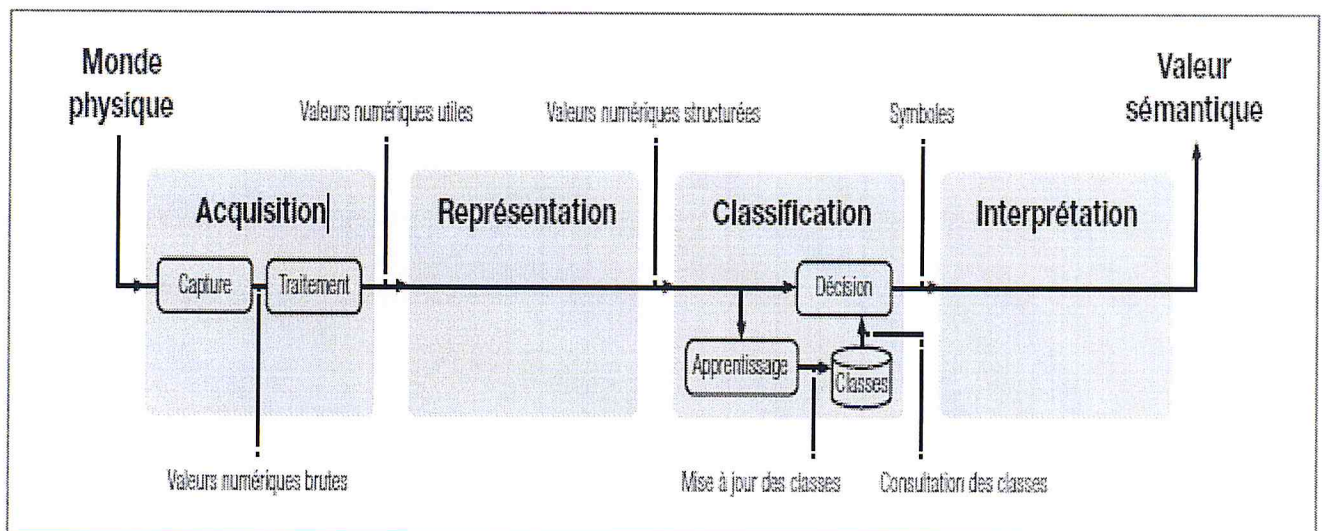 Monde
physique
Valeur
sémantique
Valeurs numériques utiles
Valeurs numériques structurées
Symboles
Acquisition
Représentation
Classification
Interprétation
Capture
Traitement
Décision
Apprentissage
Classes
Valeurs numériques brutes
Mise à jour des classes
Consultation des classes